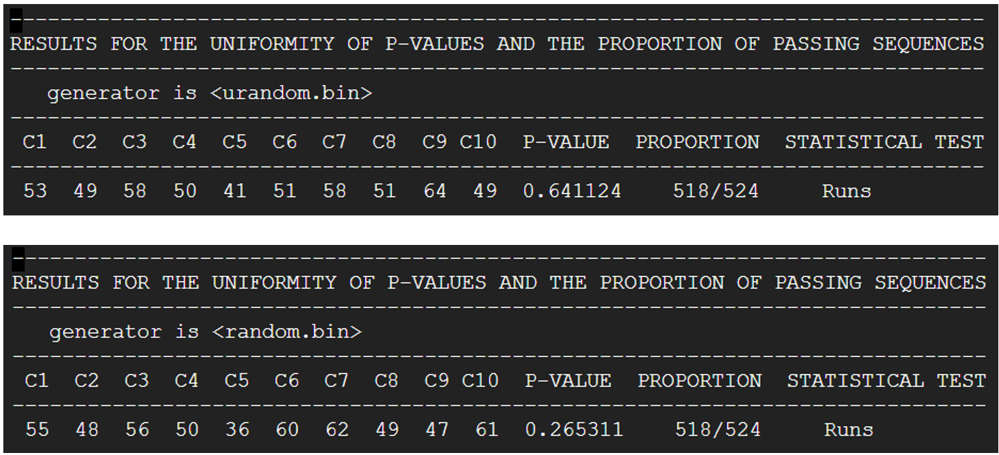 ------------------------------------------------------------------------------
RESULTS FOR THE UNIFORMITY OF P-VALUES AND THE PROPORTION OF PASSING SEQUENCES
------------------------------------------------------------------------------
generator is <urandom.bin>
------------------------------------------------------------------------------
C1 C2 C3 C4 C5 C6 C7 C8 C9 C10 P-VALUE PROPORTION STATISTICAL TEST
------------------------------------------------------------------------------
53 49 58 50 41 51 58 51 64 49 0.641124 518/524 Runs
------------------------------------------------------------------------------
RESULTS FOR THE UNIFORMITY OF P-VALUES AND THE PROPORTION OF PASSING SEQUENCES
------------------------------------------------------------------------------
generator is <random.bin>
------------------------------------------------------------------------------
C1 C2 C3 C4 C5 C6 C7 C8 C9 C10 P-VALUE PROPORTION STATISTICAL TEST
------------------------------------------------------------------------------
55 48 56 50 36 60 62 49 47 61 0.265311 518/524 Runs